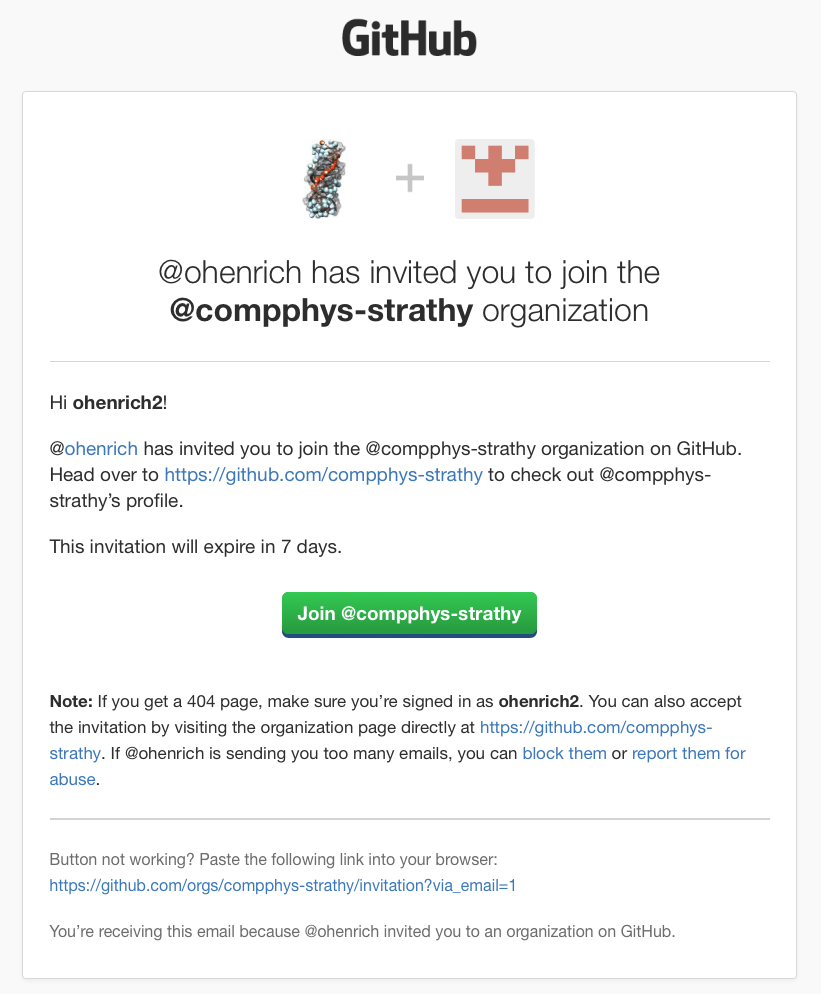 GitHub
@ohenrich has invited you to join the
@compphys-strathy organization
Hi ohenrich2!
@ohenrich has invited you to join the @compphys-strathy organization on GitHub.
Head over to https://github.com/compphys-strathy to check out @compphys-
strathy’s profile.
This invitation will expire in 7 days.
Join @compphys-strathy
Note: If you get a 404 page, make sure you’re signed in as ohenrich2. You can also accept
the invitation by visiting the organization page directly at https://github.com/compphys-
strathy. If @ohenrich is sending you too many emails, you can block them or report them for
abuse.
Button not working? Paste the following link into your browser:
https://github.com/orgs/compphys-strathy/invitation?via_email=1
You’re receiving this email because @ohenrich invited you to an organization on GitHub.